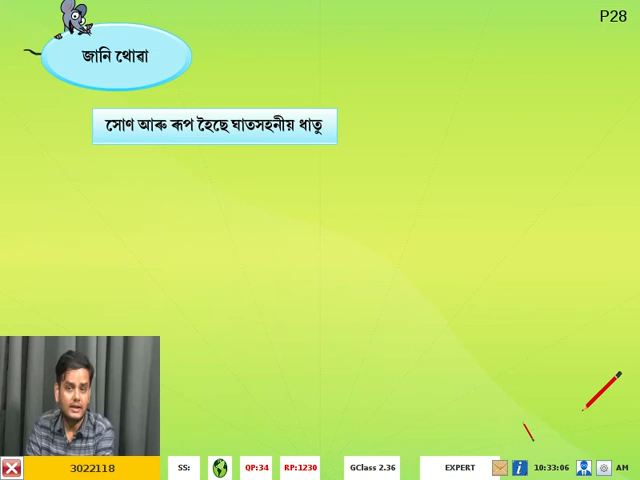 P28
জানি থোৱা
সোণ আৰু ৰূপ হৈছে ঘাতসহনীয় ধাতু
3022118 SS: QP:34 RP:1230 GClass 2.36 EXPERT 10:33:06 AM